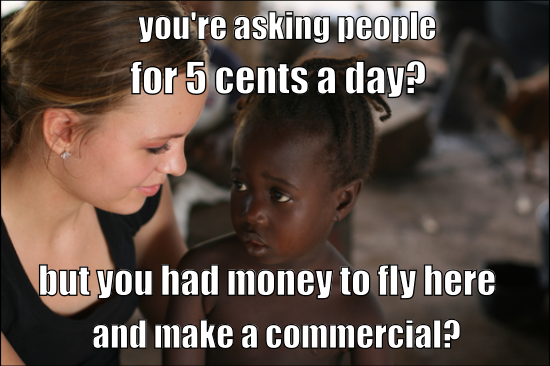 you're asking people
for 5 cents a day?
but you had money to fly here
and make a commercial?